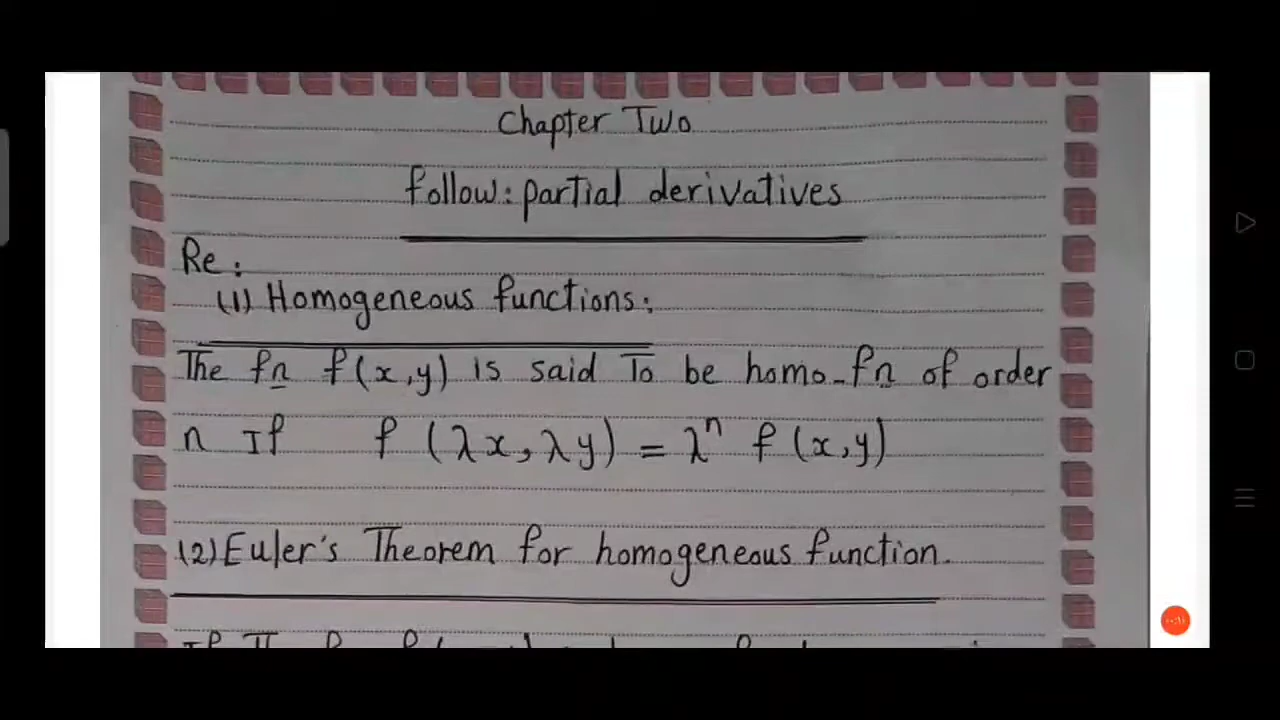 Chapter Two
follow: partial derivatives
Re:
(1) Homogeneous functions:
The fn f(x,y) is said To be homo-fn of order
n If f (λx, λy) = λⁿ f (x,y)
(2) Euler's Theorem for homogeneous function.